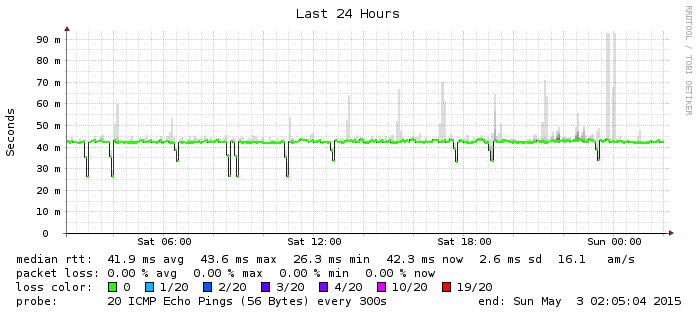 Last 24 Hours
RRDTOOL / TOBI OETIKER
Seconds
90 m
80 m
70 m
60 m
50 m
40 m
30 m
20 m
10 m
0
Sat 06:00 Sat 12:00 Sat 18:00 Sun 00:00
median rtt: 41.9 ms avg 43.6 ms max 26.3 ms min 42.3 ms now 2.6 ms sd 16.1 am/s
packet loss: 0.00 % avg 0.00 % max 0.00 % min 0.00 % now
loss color: 0 1/20 2/20 3/20 4/20 10/20 19/20
probe: 20 ICMP Echo Pings (56 Bytes) every 300s end: Sun May 3 02:05:04 2015